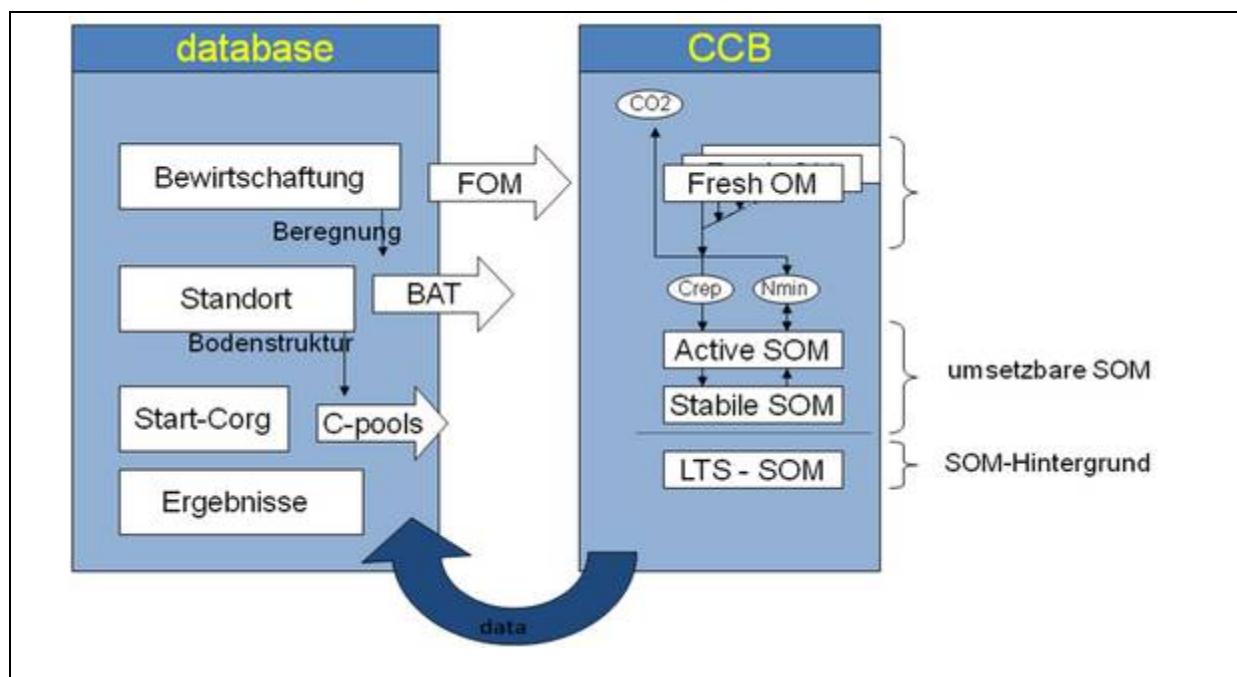 database
Bewirtschaftung
FOM
Beregnung
Standort
BAT
Bodenstruktur
Start-Corg
C-pools
Ergebnisse
data
CCB
CO2
Fresh OM
Crep
Nmin
Active SOM
Stabile SOM
LTS - SOM
umsetzbare SOM
SOM-Hintergrund